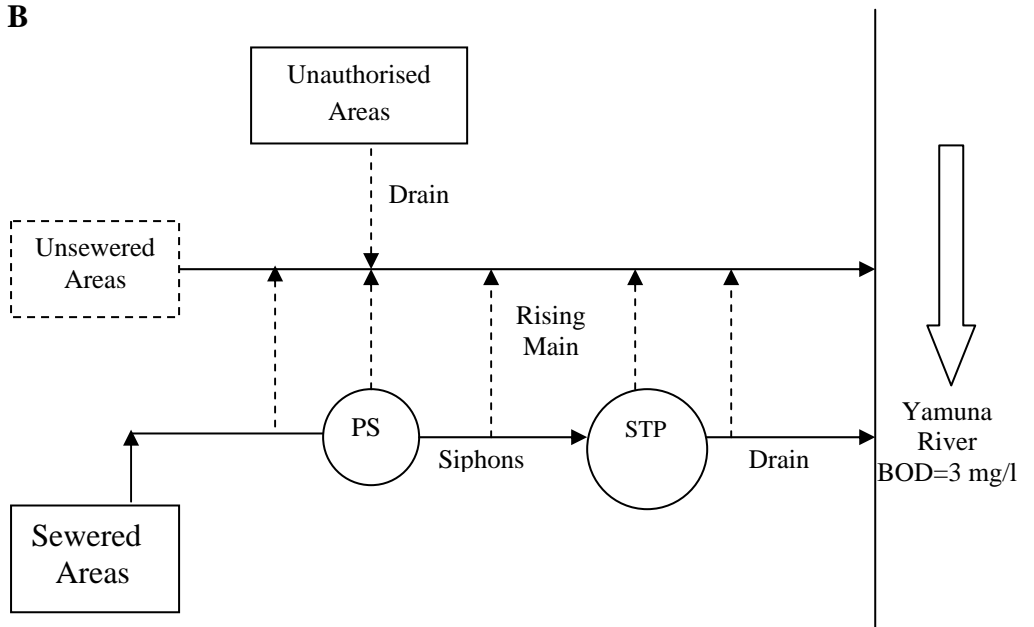 B
Unauthorised
Areas
Drain
Unsewered
Areas
Rising
Main
PS
STP
Siphons
Drain
Yamuna
River
BOD=3 mg/l
Sewered
Areas